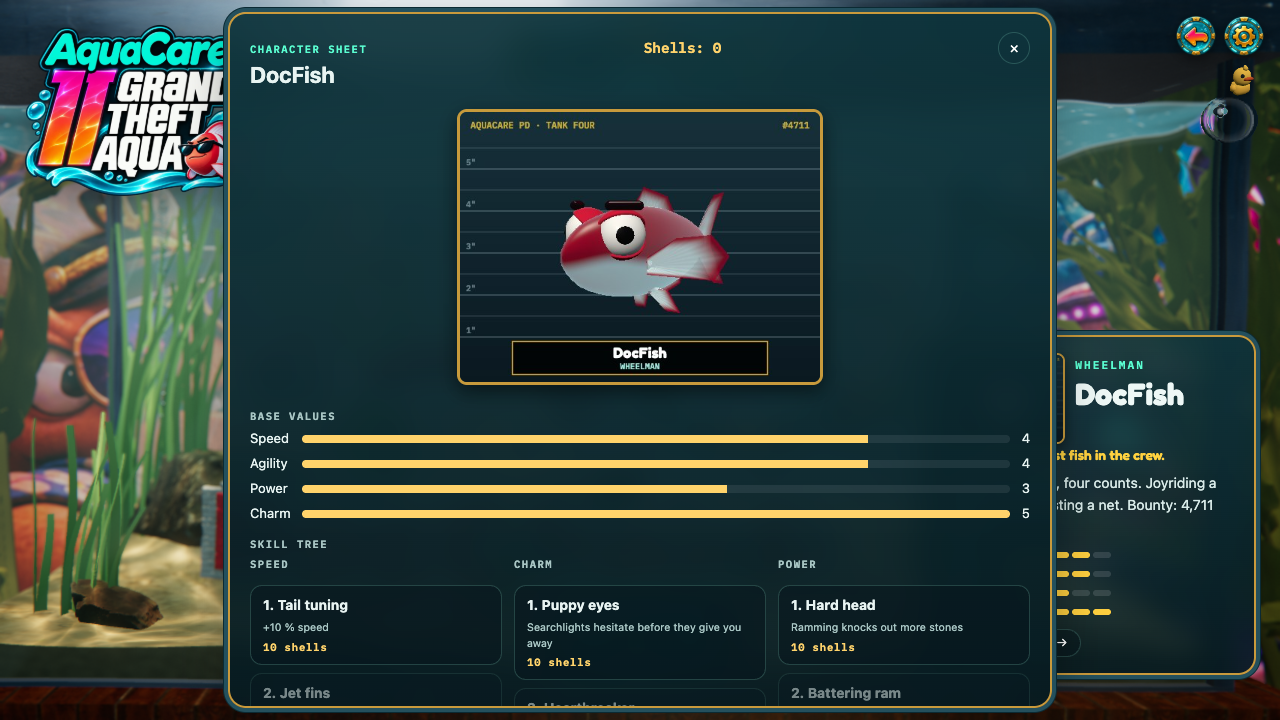 AquaCare
II GRAND
THEFT
AQUA
CHARACTER SHEET
Shells: 0
×
DocFish
AQUACARE PD · TANK FOUR
#4711
5"
4"
3"
2"
1"
DocFish
WHEELMAN
BASE VALUES
Speed 4
Agility 4
Power 3
Charm 5
SKILL TREE
SPEED
1. Tail tuning
+10 % speed
10 shells
2. Jet fins
CHARM
1. Puppy eyes
Searchlights hesitate before they give you
away
10 shells
POWER
1. Hard head
Ramming knocks out more stones
10 shells
2. Battering ram
WHEELMAN
DocFish
st fish in the crew.
, four counts. Joyriding a
sting a net. Bounty: 4,711
→